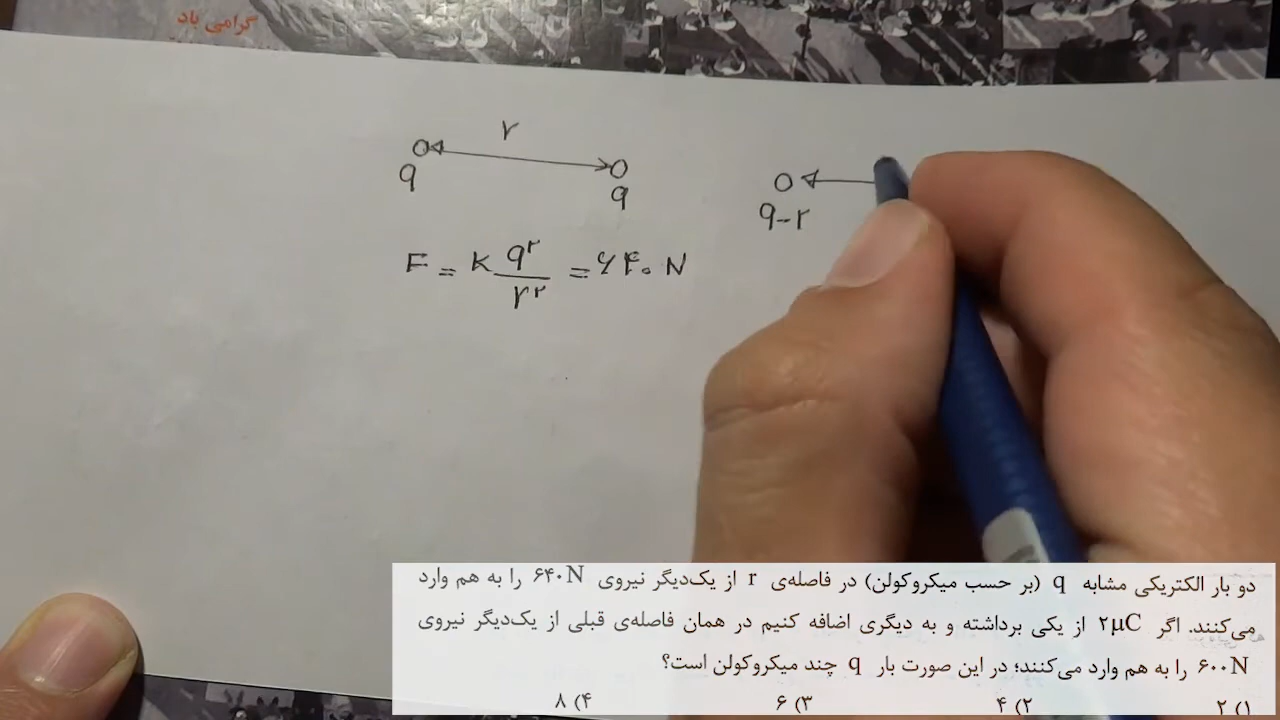 گرامی باد
r
q
q
q-۲
F = K q۲ / r۲ = ۶۴۰ N
دو بار الکتریکی مشابه q (بر حسب میکروکولن) در فاصله‌ی r از یک‌دیگر نیروی ۶۴۰N را به هم وارد
می‌کنند. اگر ۲μC از یکی برداشته و به دیگری اضافه کنیم در همان فاصله‌ی قبلی از یک‌دیگر نیروی
۶۰۰N را به هم وارد می‌کنند؛ در این صورت بار q چند میکروکولن است؟
۱) ۲ ۲) ۴ ۳) ۶ ۴) ۸